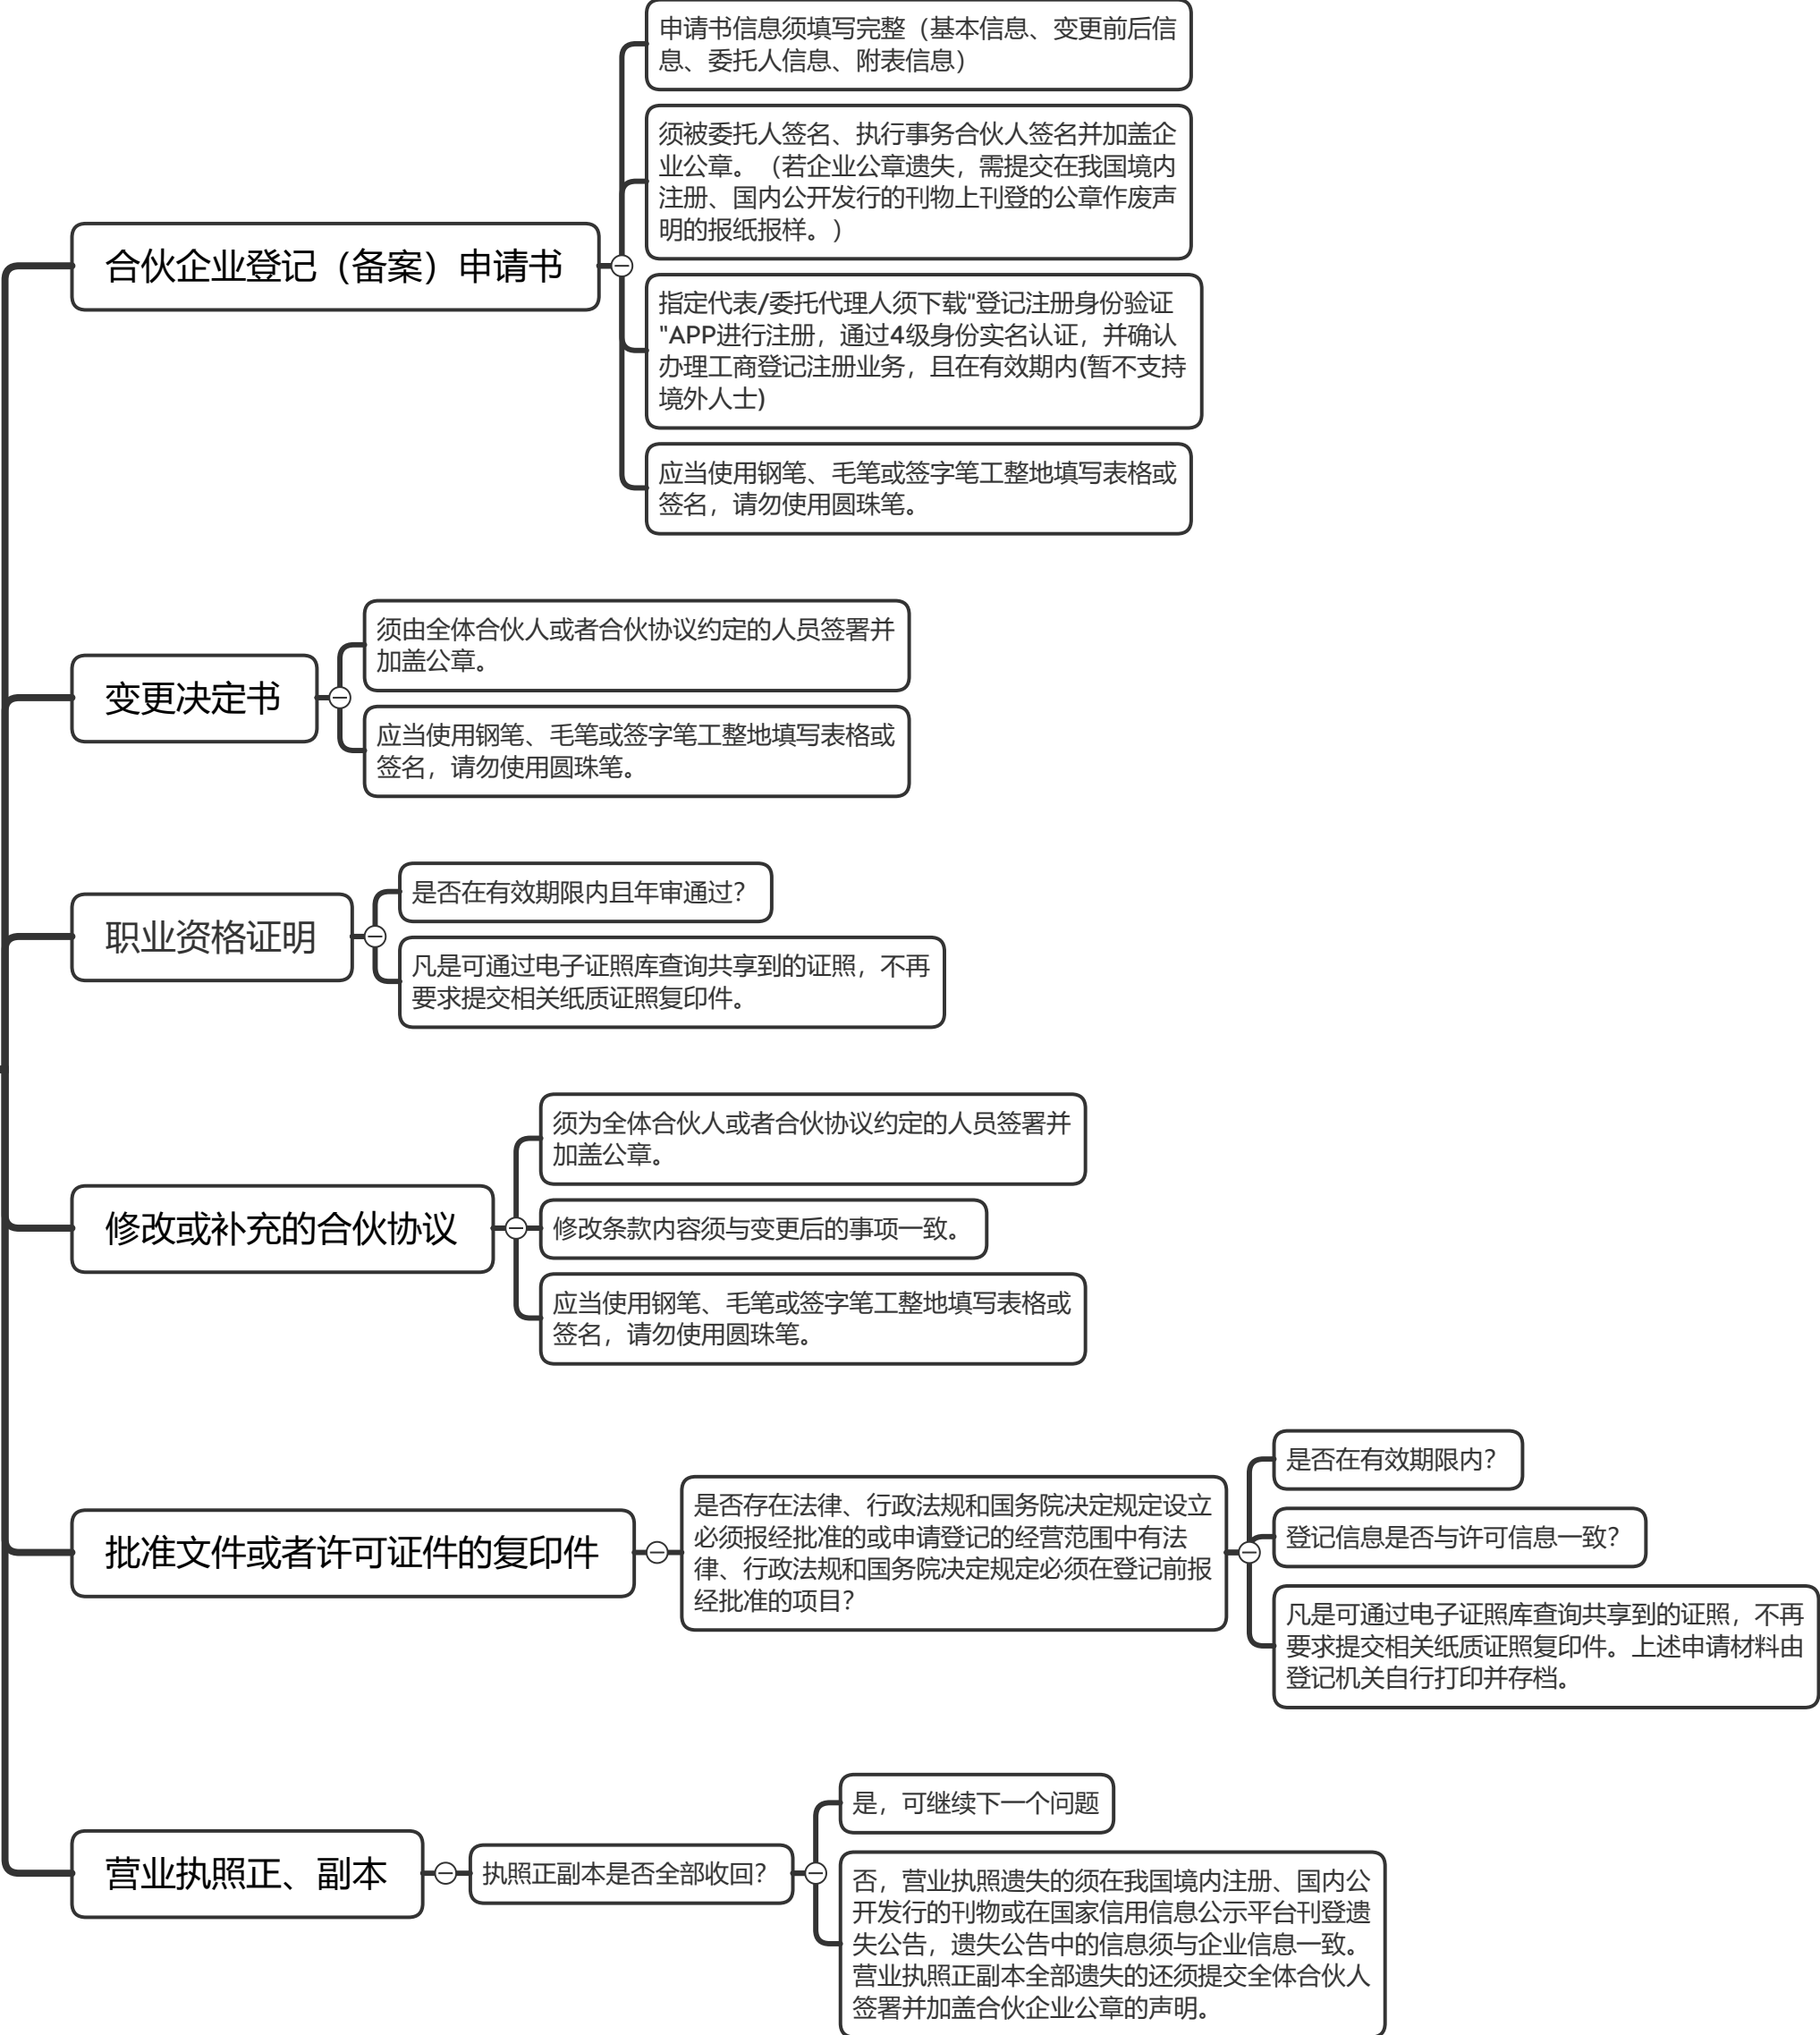 合伙企业登记（备案）申请书
申请书信息须填写完整（基本信息、变更前后信
息、委托人信息、附表信息）
须被委托人签名、执行事务合伙人签名并加盖企
业公章。（若企业公章遗失，需提交在我国境内
注册、国内公开发行的刊物上刊登的公章作废声
明的报纸报样。）
指定代表/委托代理人须下载"登记注册身份验证
"APP进行注册，通过4级身份实名认证，并确认
办理工商登记注册业务，且在有效期内(暂不支持
境外人士)
应当使用钢笔、毛笔或签字笔工整地填写表格或
签名，请勿使用圆珠笔。
变更决定书
须由全体合伙人或者合伙协议约定的人员签署并
加盖公章。
应当使用钢笔、毛笔或签字笔工整地填写表格或
签名，请勿使用圆珠笔。
职业资格证明
是否在有效期限内且年审通过？
凡是可通过电子证照库查询共享到的证照，不再
要求提交相关纸质证照复印件。
修改或补充的合伙协议
须为全体合伙人或者合伙协议约定的人员签署并
加盖公章。
修改条款内容须与变更后的事项一致。
应当使用钢笔、毛笔或签字笔工整地填写表格或
签名，请勿使用圆珠笔。
批准文件或者许可证件的复印件
是否存在法律、行政法规和国务院决定规定设立
必须报经批准的或申请登记的经营范围中有法
律、行政法规和国务院决定规定必须在登记前报
经批准的项目？
是否在有效期限内？
登记信息是否与许可信息一致？
凡是可通过电子证照库查询共享到的证照，不再
要求提交相关纸质证照复印件。上述申请材料由
登记机关自行打印并存档。
营业执照正、副本
执照正副本是否全部收回？
是，可继续下一个问题
否，营业执照遗失的须在我国境内注册、国内公
开发行的刊物或在国家信用信息公示平台刊登遗
失公告，遗失公告中的信息须与企业信息一致。
营业执照正副本全部遗失的还须提交全体合伙人
签署并加盖合伙企业公章的声明。